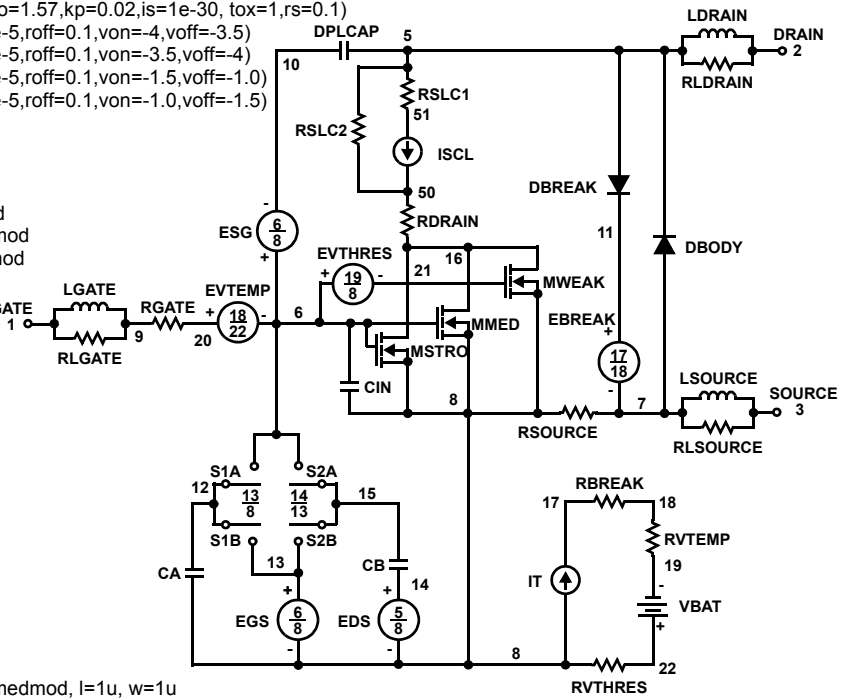 o=1.57,kp=0.02,is=1e-30, tox=1,rs=0.1)
e-5,roff=0.1,von=-4,voff=-3.5)
e-5,roff=0.1,von=-3.5,voff=-4)
e-5,roff=0.1,von=-1.5,voff=-1.0)
e-5,roff=0.1,von=-1.0,voff=-1.5)
LDRAIN
DPLCAP 5 DRAIN
10 2
RLDRAIN
RSLC1
51
RSLC2
ISCL
50
DBREAK
RDRAIN
ESG 6 8
- +
11
DBODY
EVTHRES
+ 19 8 -
16
21
MWEAK
LGATE
GATE
1
RLGATE
9
RGATE
20
EVTEMP
+ 18 22 -
6
MMED
MSTRO
EBREAK
+ 17 18 -
CIN
8
RSOURCE
7
LSOURCE
SOURCE
3
RLSOURCE
S1A S2A
12 13 8 14 13 15
S1B S2B
13
CA
CB
14
EGS + 6 8 -
EDS + 5 8 -
RBREAK
17 18
RVTEMP
19
IT
-
VBAT
+
8
22
RVTHRES
medmod, l=1u, w=1u